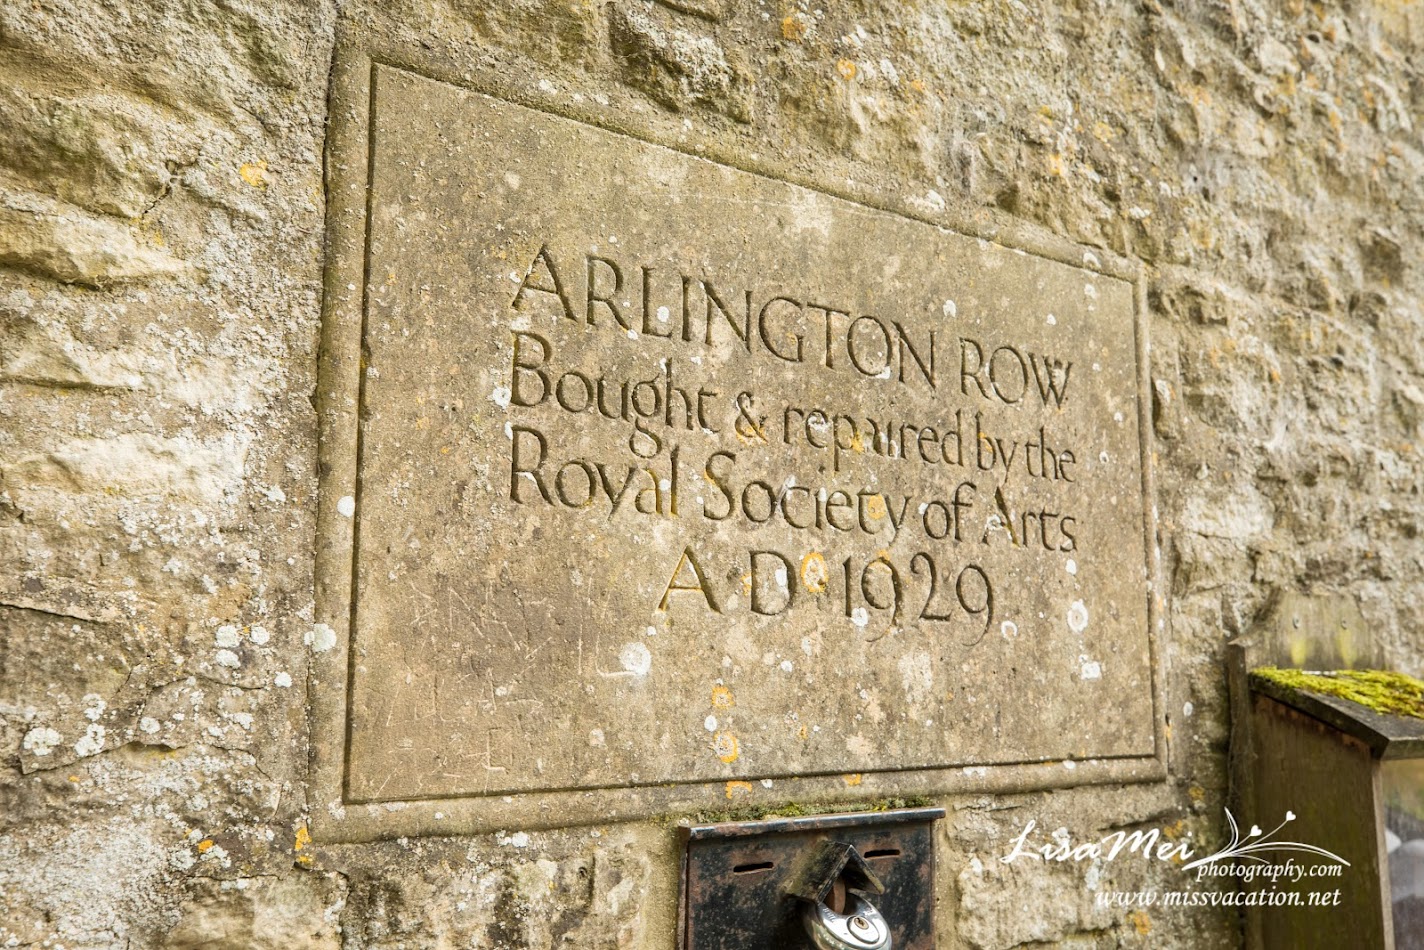 ARLINGTON ROW.
Bought & repaired by the
Royal Society of Arts
A D 1929
LisaMei
photography.com
www.missvacation.net